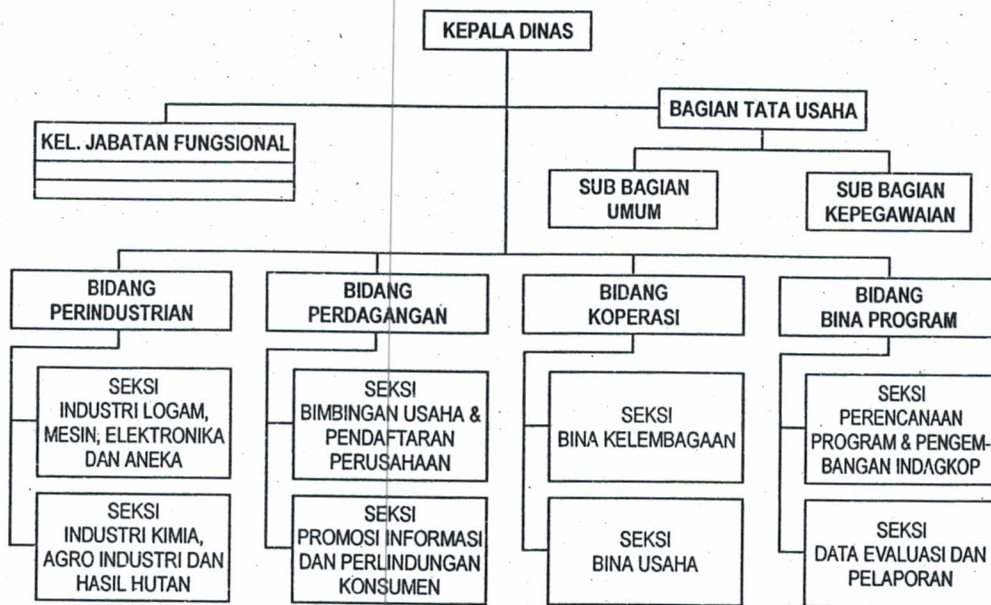 KEPALA DINAS
BAGIAN TATA USAHA
KEL. JABATAN FUNGSIONAL
SUB BAGIAN
UMUM
SUB BAGIAN
KEPEGAWAIAN
BIDANG
PERINDUSTRIAN
BIDANG
PERDAGANGAN
BIDANG
KOPERASI
BIDANG
BINA PROGRAM
SEKSI
INDUSTRI LOGAM,
MESIN, ELEKTRONIKA
DAN ANEKA
SEKSI
BIMBINGAN USAHA &
PENDAFTARAN
PERUSAHAAN
SEKSI
BINA KELEMBAGAAN
SEKSI
PERENCANAAN
PROGRAM & PENGEM-
BANGAN INDAGKOP
SEKSI
INDUSTRI KIMIA,
AGRO INDUSTRI DAN
HASIL HUTAN
SEKSI
PROMOSI INFORMASI
DAN PERLINDUNGAN
KONSUMEN
SEKSI
BINA USAHA
SEKSI
DATA EVALUASI DAN
PELAPORAN